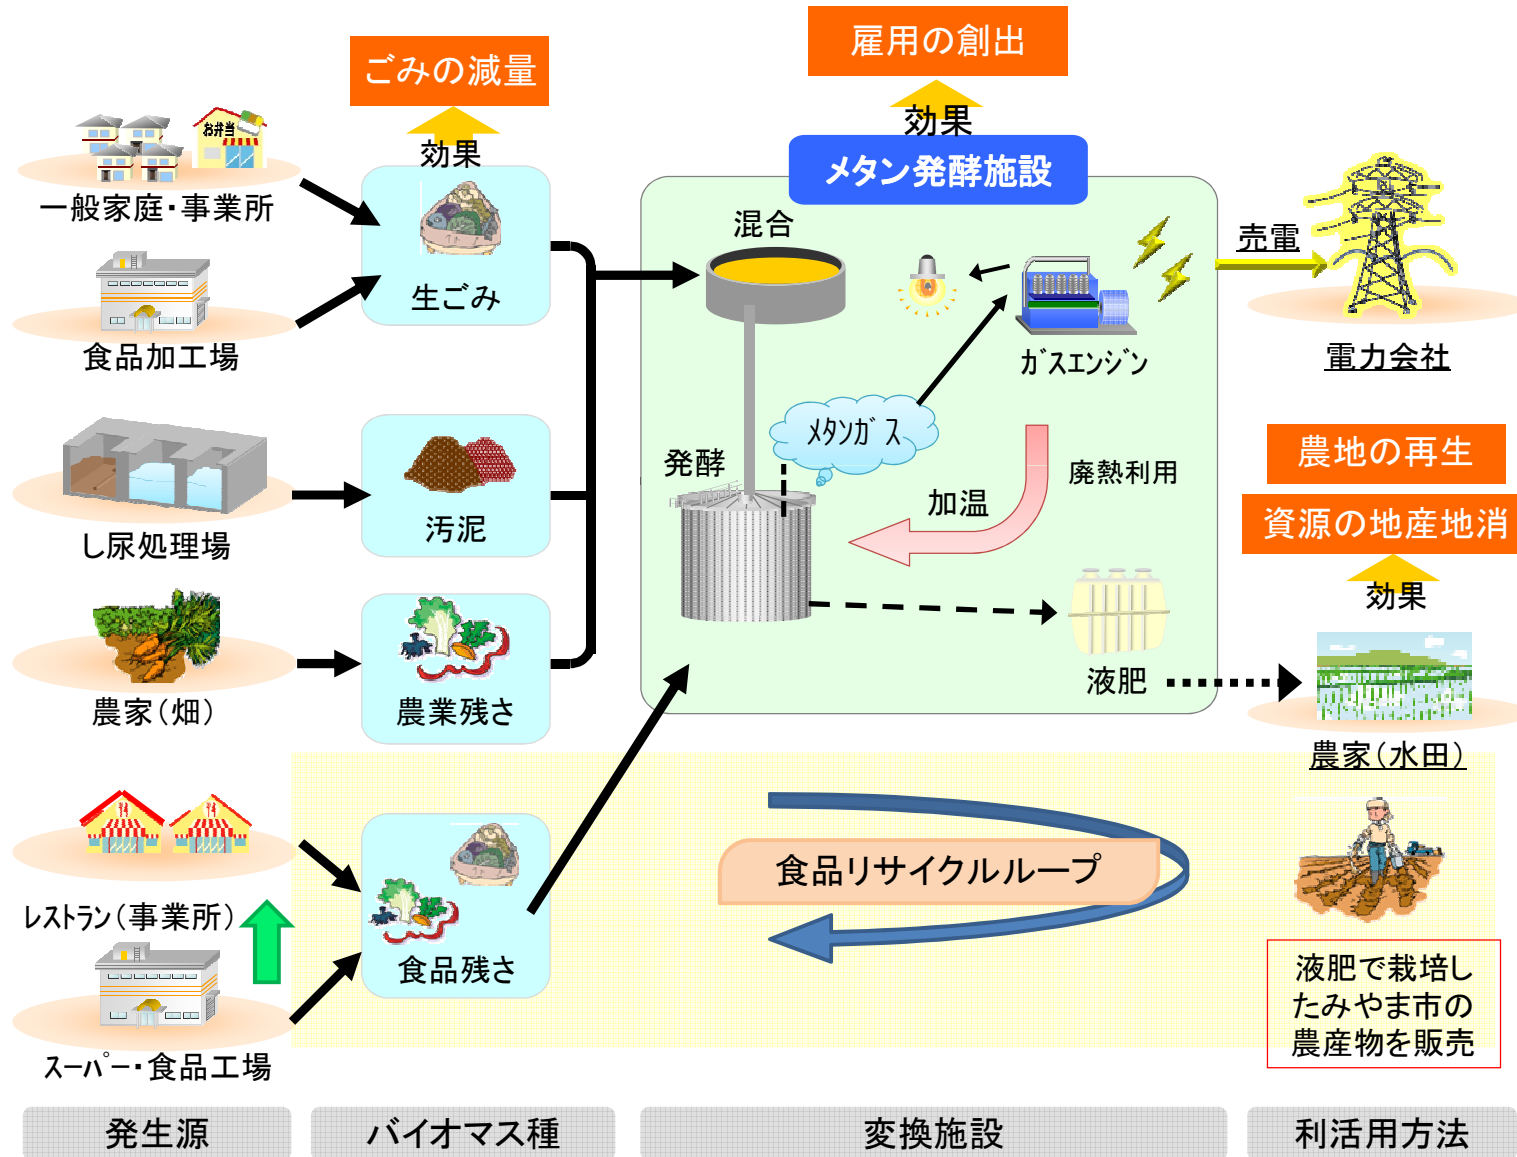 雇用の創出
ごみの減量
効果
効果
お弁当
メタン発酵施設
一般家庭・事業所
混合
売電
生ごみ
食品加工場
ガスエンジン
電力会社
メタンガス
農地の再生
発酵
廃熱利用
加温
資源の地産地消
汚泥
し尿処理場
効果
液肥
農業残さ
農家（畑）
農家（水田）
食品リサイクルループ
レストラン（事業所）
食品残さ
液肥で栽培し
たみやま市の
農産物を販売
スーパー・食品工場
発生源
バイオマス種
変換施設
利活用方法